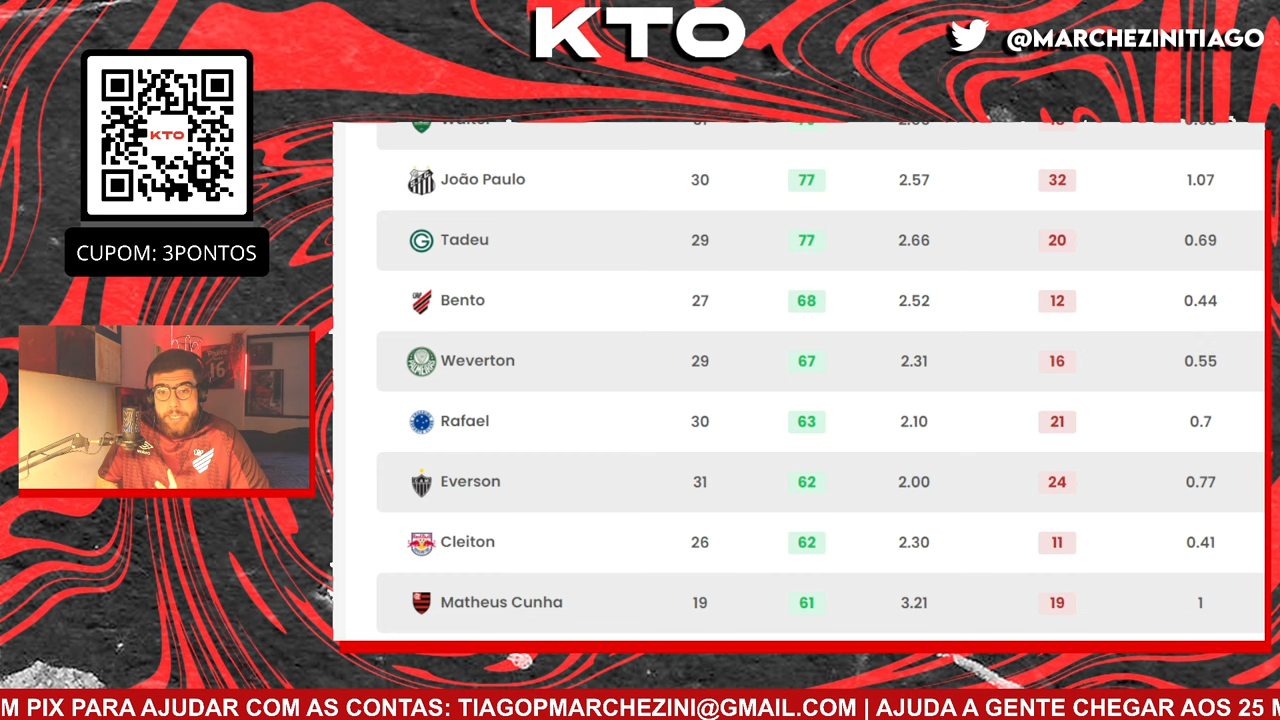 KTO
@MARCHEZINITIAGO
KTO
CUPOM: 3PONTOS
João Paulo 30 77 2.57 32 1.07
Tadeu 29 77 2.66 20 0.69
Bento 27 68 2.52 12 0.44
Weverton 29 67 2.31 16 0.55
Rafael 30 63 2.10 21 0.7
Everson 31 62 2.00 24 0.77
Cleiton 26 62 2.30 11 0.41
Matheus Cunha 19 61 3.21 19 1
M PIX PARA AJUDAR COM AS CONTAS: TIAGOPMARCHEZINI@GMAIL.COM | AJUDA A GENTE CHEGAR AOS 25 M